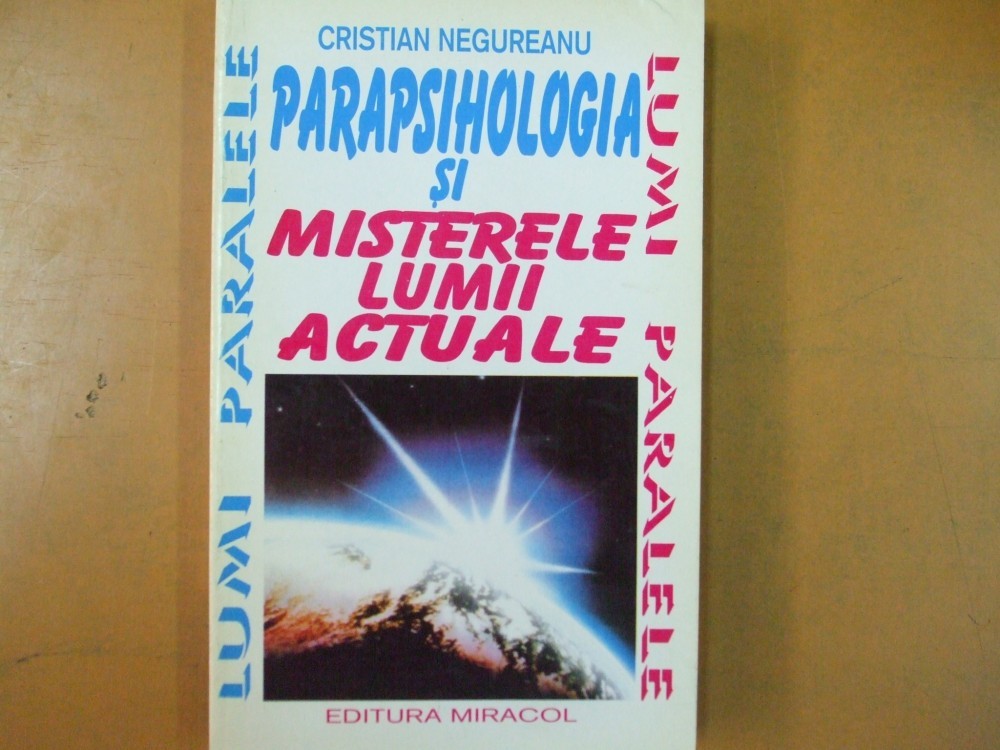 CRISTIAN NEGUREANU
PARAPSIHOLOGIA
ȘI
MISTERELE
LUMII
ACTUALE
LUMI PARALELE
LUMI PARALELE
EDITURA MIRACOL